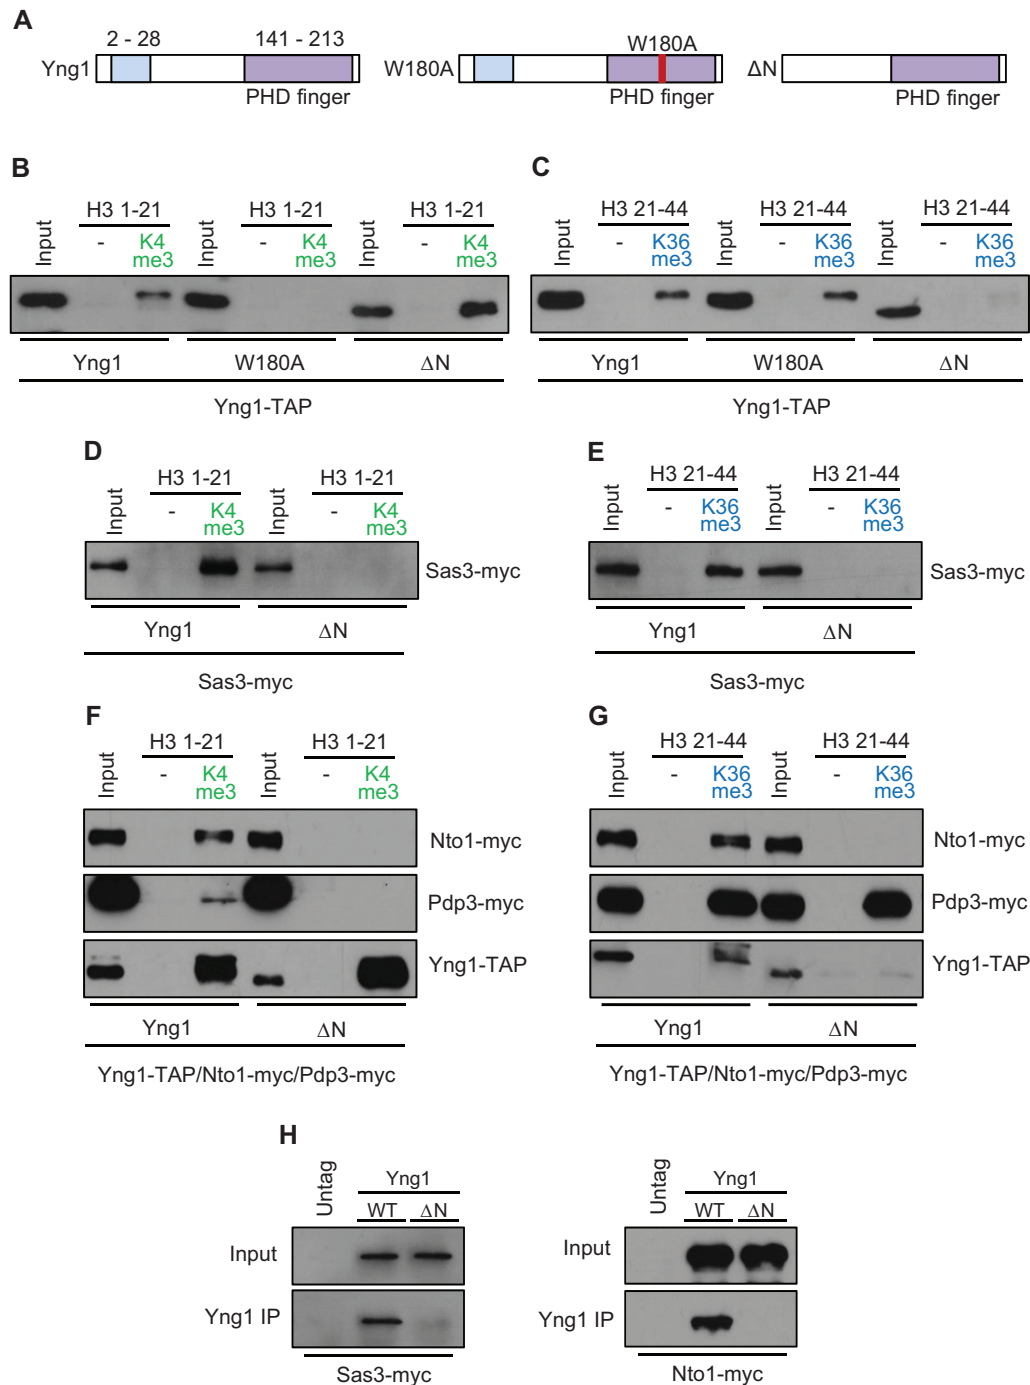 A
2 - 28 141 - 213
Yng1
PHD finger
W180A
W180A
PHD finger
ΔN
PHD finger
B
Input
H3 1-21
-
K4
me3
Input
H3 1-21
-
K4
me3
Input
H3 1-21
-
K4
me3
Yng1 W180A ΔN
Yng1-TAP
C
Input
H3 21-44
-
K36
me3
Input
H3 21-44
-
K36
me3
Input
H3 21-44
-
K36
me3
Yng1 W180A ΔN
Yng1-TAP
D
Input
H3 1-21
-
K4
me3
Input
H3 1-21
-
K4
me3
Sas3-myc
Yng1 ΔN
Sas3-myc
E
Input
H3 21-44
-
K36
me3
Input
H3 21-44
-
K36
me3
Sas3-myc
Yng1 ΔN
Sas3-myc
F
Input
H3 1-21
-
K4
me3
Input
H3 1-21
-
K4
me3
Nto1-myc
Pdp3-myc
Yng1-TAP
Yng1 ΔN
Yng1-TAP/Nto1-myc/Pdp3-myc
G
Input
H3 21-44
-
K36
me3
Input
H3 21-44
-
K36
me3
Nto1-myc
Pdp3-myc
Yng1-TAP
Yng1 ΔN
Yng1-TAP/Nto1-myc/Pdp3-myc
H
Untag
Yng1
WT ΔN
Input
Yng1 IP
Sas3-myc
Untag
Yng1
WT ΔN
Input
Yng1 IP
Nto1-myc